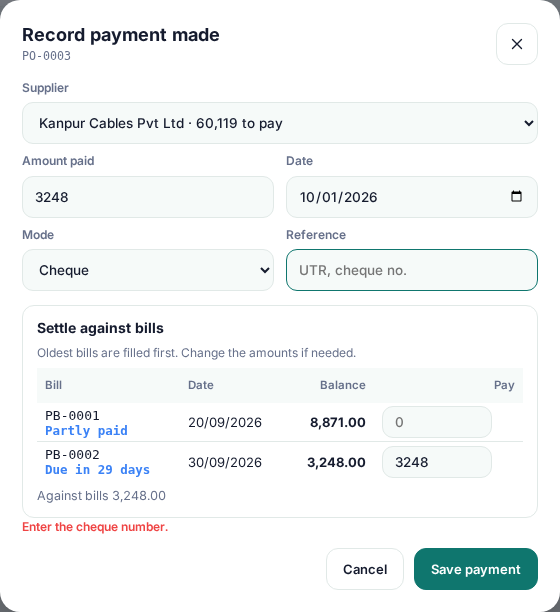 Record payment made
PO-0003
Supplier
Kanpur Cables Pvt Ltd · 60,119 to pay
Amount paid Date
3248 10/01/2026
Mode Reference
Cheque UTR, cheque no.
Settle against bills
Oldest bills are filled first. Change the amounts if needed.
Bill Date Balance Pay
PB-0001 20/09/2026 8,871.00 0
Partly paid
PB-0002 30/09/2026 3,248.00 3248
Due in 29 days
Against bills 3,248.00
Enter the cheque number.
Cancel Save payment